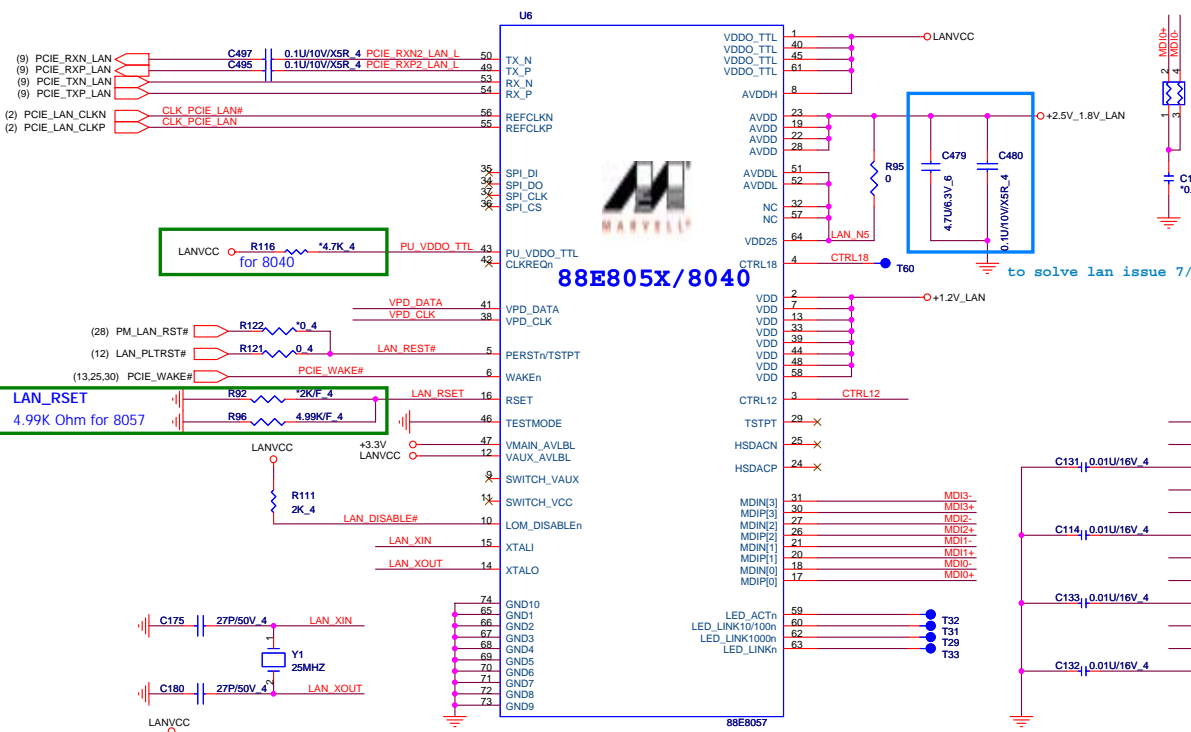 U6
(9) PCIE_RXN_LAN C497 0.1U/10V/X5R_4 PCIE_RXN2_LAN_L 50 TX_N
(9) PCIE_RXP_LAN C495 0.1U/10V/X5R_4 PCIE_RXP2_LAN_L 49 TX_P
(9) PCIE_TXN_LAN 53 RX_N
(9) PCIE_TXP_LAN 54 RX_P
(2) PCIE_LAN_CLKN CLK_PCIE_LAN# 56 REFCLKN
(2) PCIE_LAN_CLKP CLK_PCIE_LAN 55 REFCLKP
35 SPI_DI
34 SPI_DO
37 SPI_CLK
36 SPI_CS
LANVCC R116 *4.7K_4 PU_VDDO_TTL 43 PU_VDDO_TTL
for 8040
42 CLKREQn
VPD_DATA 41 VPD_DATA
VPD_CLK 38 VPD_CLK
(28) PM_LAN_RST# R122 *0_4
(12) LAN_PLTRST# R121 0_4 LAN_REST# 5 PERSTn/TSTPT
(13,25,30) PCIE_WAKE# PCIE_WAKE# 6 WAKEn
LAN_RSET
4.99K Ohm for 8057
R92 *2K/F_4 LAN_RSET 16 RSET
R96 4.99K/F_4
46 TESTMODE
+3.3V 47 VMAIN_AVLBL
LANVCC 12 VAUX_AVLBL
9 SWITCH_VAUX
11 SWITCH_VCC
LANVCC
R111
2K_4
LAN_DISABLE# 10 LOM_DISABLEn
LAN_XIN 15 XTALI
LAN_XOUT 14 XTALO
74 GND10
65 GND1
66 GND2
67 GND3
68 GND4
69 GND5
70 GND6
71 GND7
72 GND8
73 GND9
C175 27P/50V_4 LAN_XIN
1
Y1
25MHZ
2
C180 27P/50V_4 LAN_XOUT
LANVCC
MARVELL
88E805X/8040
VDDO_TTL 1 LANVCC
VDDO_TTL 40
VDDO_TTL 45
VDDO_TTL 61
AVDDH 8
AVDD 23 +2.5V_1.8V_LAN
AVDD 19
AVDD 22
AVDD 28
AVDDL 51
AVDDL 52
NC 32
NC 57
VDD25 64 LAN_N5
R95
0
C479
4.7U/6.3V_6
C480
0.1U/10V/X5R_4
CTRL18 4 CTRL18 T60
to solve lan issue 7/
VDD 2 +1.2V_LAN
VDD 7
VDD 13
VDD 33
VDD 39
VDD 44
VDD 48
VDD 58
CTRL12 3 CTRL12
TSTPT 29
HSDACN 25
HSDACP 24
MDIN[3] 31 MDI3-
MDIP[3] 30 MDI3+
MDIN[2] 27 MDI2-
MDIP[2] 26 MDI2+
MDIN[1] 21 MDI1-
MDIP[1] 20 MDI1+
MDIN[0] 18 MDI0-
MDIP[0] 17 MDI0+
LED_ACTn 59 T32
LED_LINK10/100n 60 T31
LED_LINK1000n 62 T29
LED_LINKn 63 T33
88E8057
MDI0+
MDI0-
2 4
1 3
C1
*0.
C131 0.01U/16V_4
C114 0.01U/16V_4
C133 0.01U/16V_4
C132 0.01U/16V_4